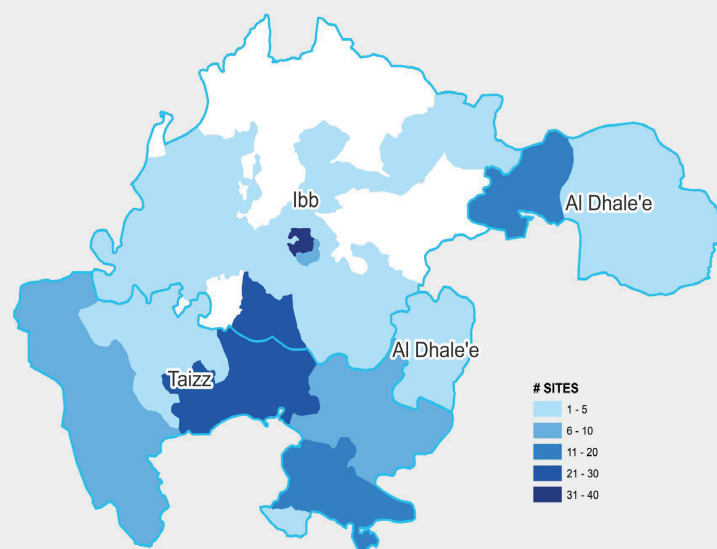 Ibb
Al Dhale'e
Al Dhale'e
Taizz
# SITES
1 - 5
6 - 10
11 - 20
21 - 30
31 - 40